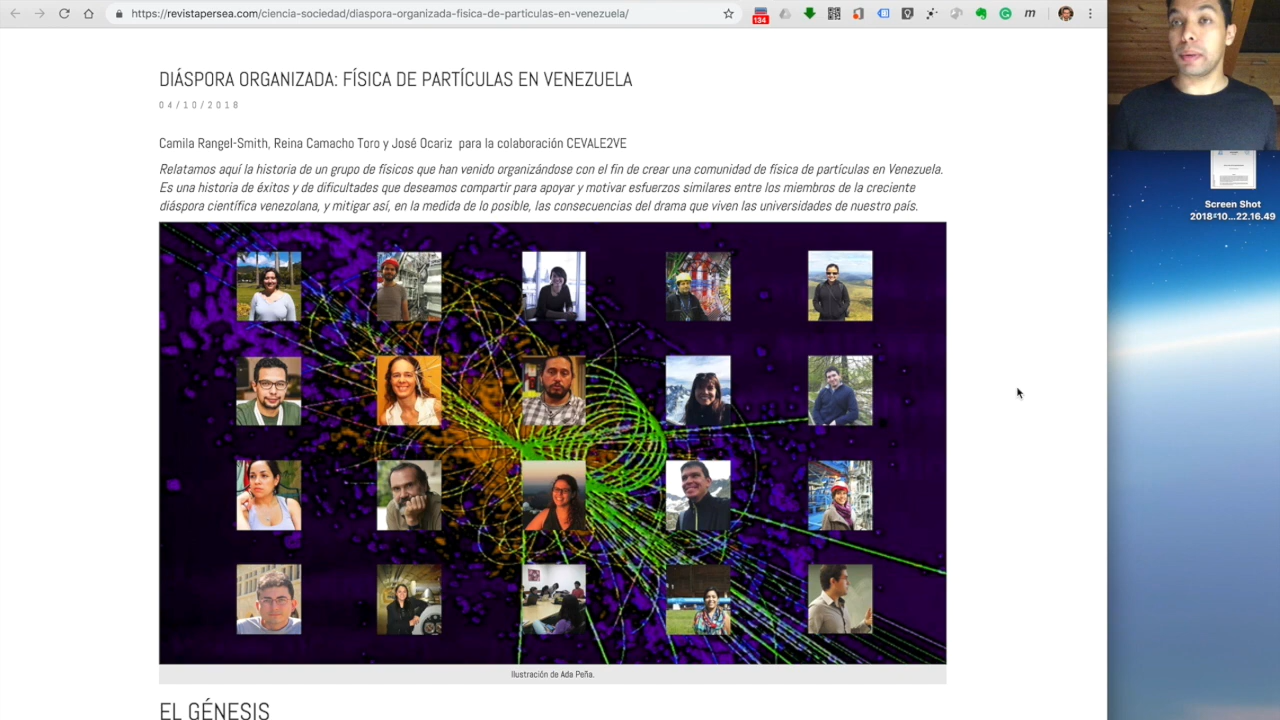 https://revistapersea.com/ciencia-sociedad/diaspora-organizada-fisica-de-particulas-en-venezuela/
134
m
DIÁSPORA ORGANIZADA: FÍSICA DE PARTÍCULAS EN VENEZUELA
04/10/2018
Camila Rangel-Smith, Reina Camacho Toro y José Ocariz para la colaboración CEVALE2VE
Relatamos aquí la historia de un grupo de físicos que han venido organizándose con el fin de crear una comunidad de física de partículas en Venezuela.
Es una historia de éxitos y de dificultades que deseamos compartir para apoyar y motivar esfuerzos similares entre los miembros de la creciente
diáspora científica venezolana, y mitigar así, en la medida de lo posible, las consecuencias del drama que viven las universidades de nuestro país.
Screen Shot
2018-10...22.16.49
Ilustración de Ada Peña.
EL GÉNESIS